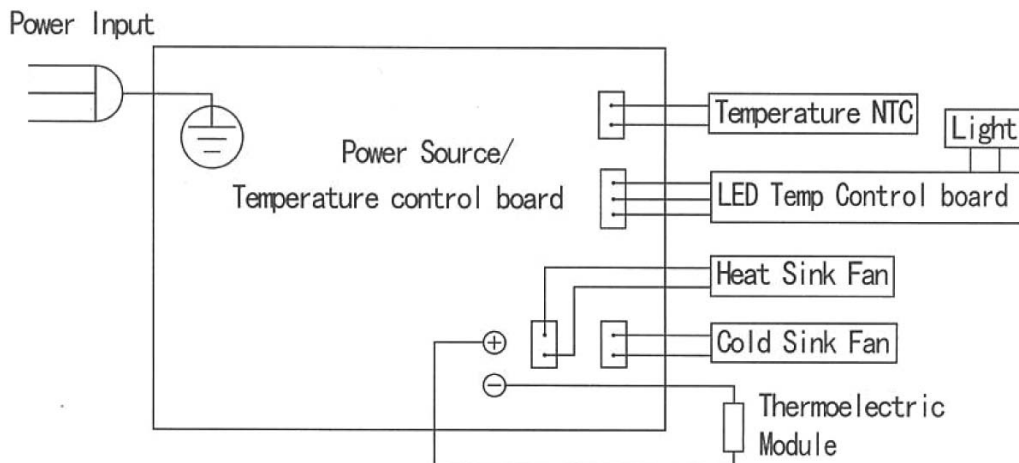 Power Input
Temperature NTC
Light
Power Source/
Temperature control board
LED Temp Control board
Heat Sink Fan
Cold Sink Fan
+
−
Thermoelectric
Module